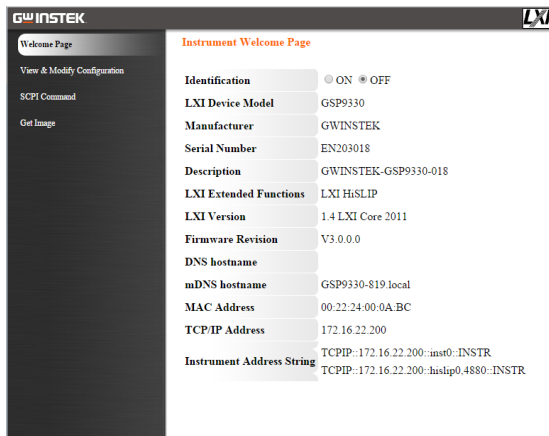 GWINSTEK
LXI
Welcome Page
View & Modify Configuration
SCPI Command
Get Image
Instrument Welcome Page
Identification ON OFF
LXI Device Model GSP9330
Manufacturer GWINSTEK
Serial Number EN203018
Description GWINSTEK-GSP9330-018
LXI Extended Functions LXI HiSLIP
LXI Version 1.4 LXI Core 2011
Firmware Revision V3.0.0.0
DNS hostname
mDNS hostname GSP9330-819.local
MAC Address 00:22:24:00:0A:BC
TCP/IP Address 172.16.22.200
Instrument Address String TCPIP::172.16.22.200::inst0::INSTR
TCPIP::172.16.22.200::hislip0,4880::INSTR